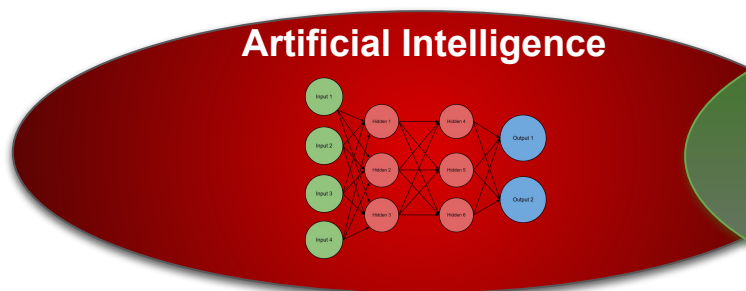 Artificial Intelligence
Input 1
Input 2
Input 3
Input 4
Hidden 1
Hidden 2
Hidden 3
Hidden 4
Hidden 5
Hidden 6
Output 1
Output 2